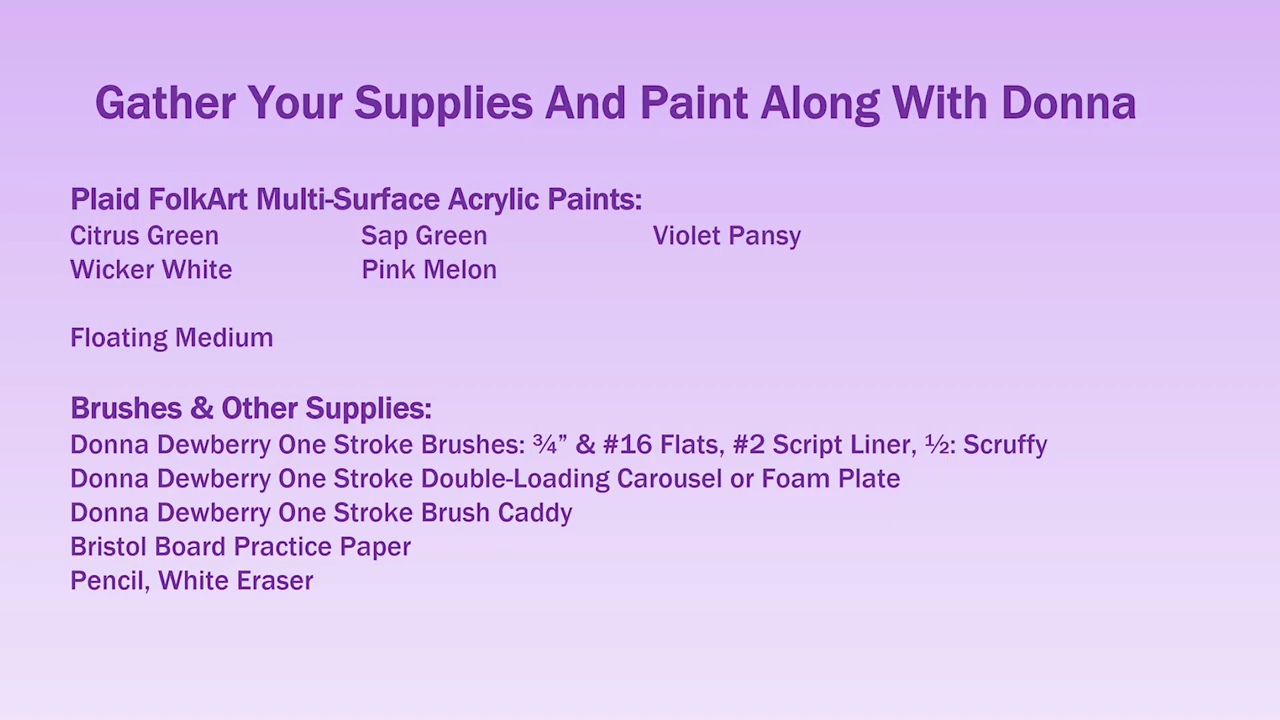 Gather Your Supplies And Paint Along With Donna
Plaid FolkArt Multi-Surface Acrylic Paints:
Citrus Green Sap Green Violet Pansy
Wicker White Pink Melon
Floating Medium
Brushes & Other Supplies:
Donna Dewberry One Stroke Brushes: ¾” & #16 Flats, #2 Script Liner, ½: Scruffy
Donna Dewberry One Stroke Double-Loading Carousel or Foam Plate
Donna Dewberry One Stroke Brush Caddy
Bristol Board Practice Paper
Pencil, White Eraser